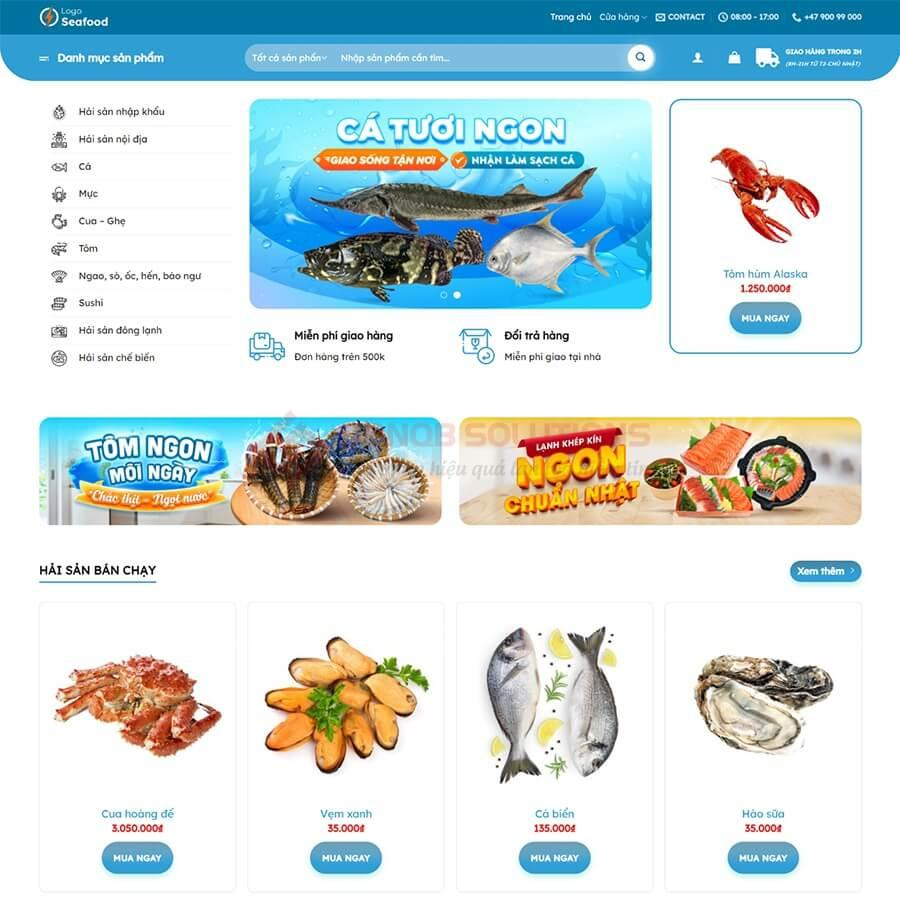 Logo
Seafood
Trang chủ
Cửa hàng
CONTACT
08:00 - 17:00
+47 900 99 000
Danh mục sản phẩm
Tất cả sản phẩn
Nhập sản phẩm cần tìm...
GIAO HÀNG TRONG 2H
(8H-21H TỪ T2-CHỦ NHẬT)
Hải sản nhập khẩu
Hải sản nội địa
Cá
Mực
Cua – Ghẹ
Tôm
Ngao, sò, ốc, hến, bào ngư
Sushi
Hải sản đông lạnh
Hải sản chế biến
CÁ TƯƠI NGON
GIAO SỐNG TẬN NƠI
NHẬN LÀM SẠCH CÁ
Miễn phí giao hàng
Đơn hàng trên 500k
Đổi trả hàng
Miễn phí giao tại nhà
Tôm hùm Alaska
1.250.000₫
MUA NGAY
TÔM NGON
MỖI NGÀY
Chắc thịt - Ngọt nước
SOLUTIONS
hiệu quả
LẠNH KHÉP KÍN
NGON
CHUẨN NHẬT
HẢI SẢN BÁN CHẠY
Xem thêm
Cua hoàng đế
3.050.000₫
MUA NGAY
Vẹm xanh
35.000₫
MUA NGAY
Cá biển
135.000₫
MUA NGAY
Hào sữa
35.000₫
MUA NGAY